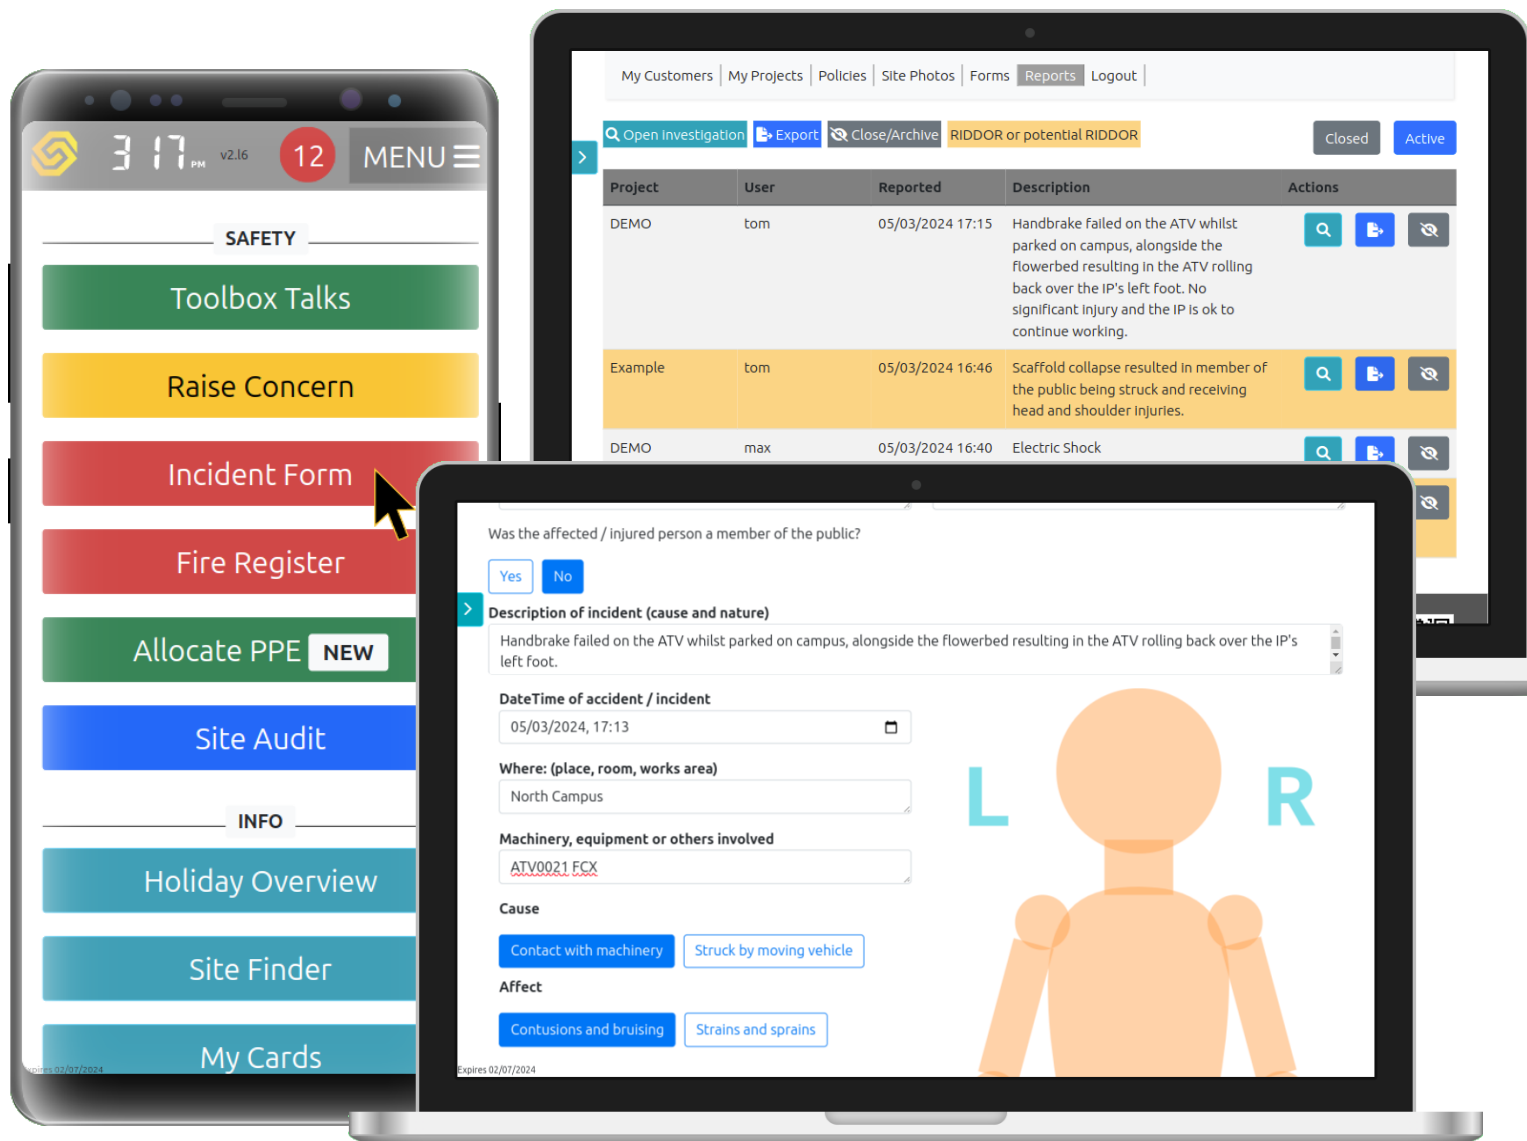 3 17 PM
v2.16
12
MENU
SAFETY
Toolbox Talks
Raise Concern
Incident Form
Fire Register
Allocate PPE NEW
Site Audit
INFO
Holiday Overview
Site Finder
My Cards
Expires 02/07/2024
My Customers
My Projects
Policies
Site Photos
Forms
Reports
Logout
Open Investigation
Export
Close/Archive
RIDDOR or potential RIDDOR
Closed
Active
Project User Reported Description Actions
DEMO tom 05/03/2024 17:15 Handbrake failed on the ATV whilst
parked on campus, alongside the
flowerbed resulting in the ATV rolling
back over the IP's left foot. No
significant injury and the IP is ok to
continue working.
Example tom 05/03/2024 16:46 Scaffold collapse resulted in member of
the public being struck and receiving
head and shoulder injuries.
DEMO max 05/03/2024 16:40 Electric Shock
Was the affected / injured person a member of the public?
Yes
No
Description of incident (cause and nature)
Handbrake failed on the ATV whilst parked on campus, alongside the flowerbed resulting in the ATV rolling back over the IP's
left foot.
DateTime of accident / incident
05/03/2024, 17:13
Where: (place, room, works area)
North Campus
Machinery, equipment or others involved
ATV0021 FCX
Cause
Contact with machinery
Struck by moving vehicle
Affect
Contusions and bruising
Strains and sprains
L
R
Expires 02/07/2024